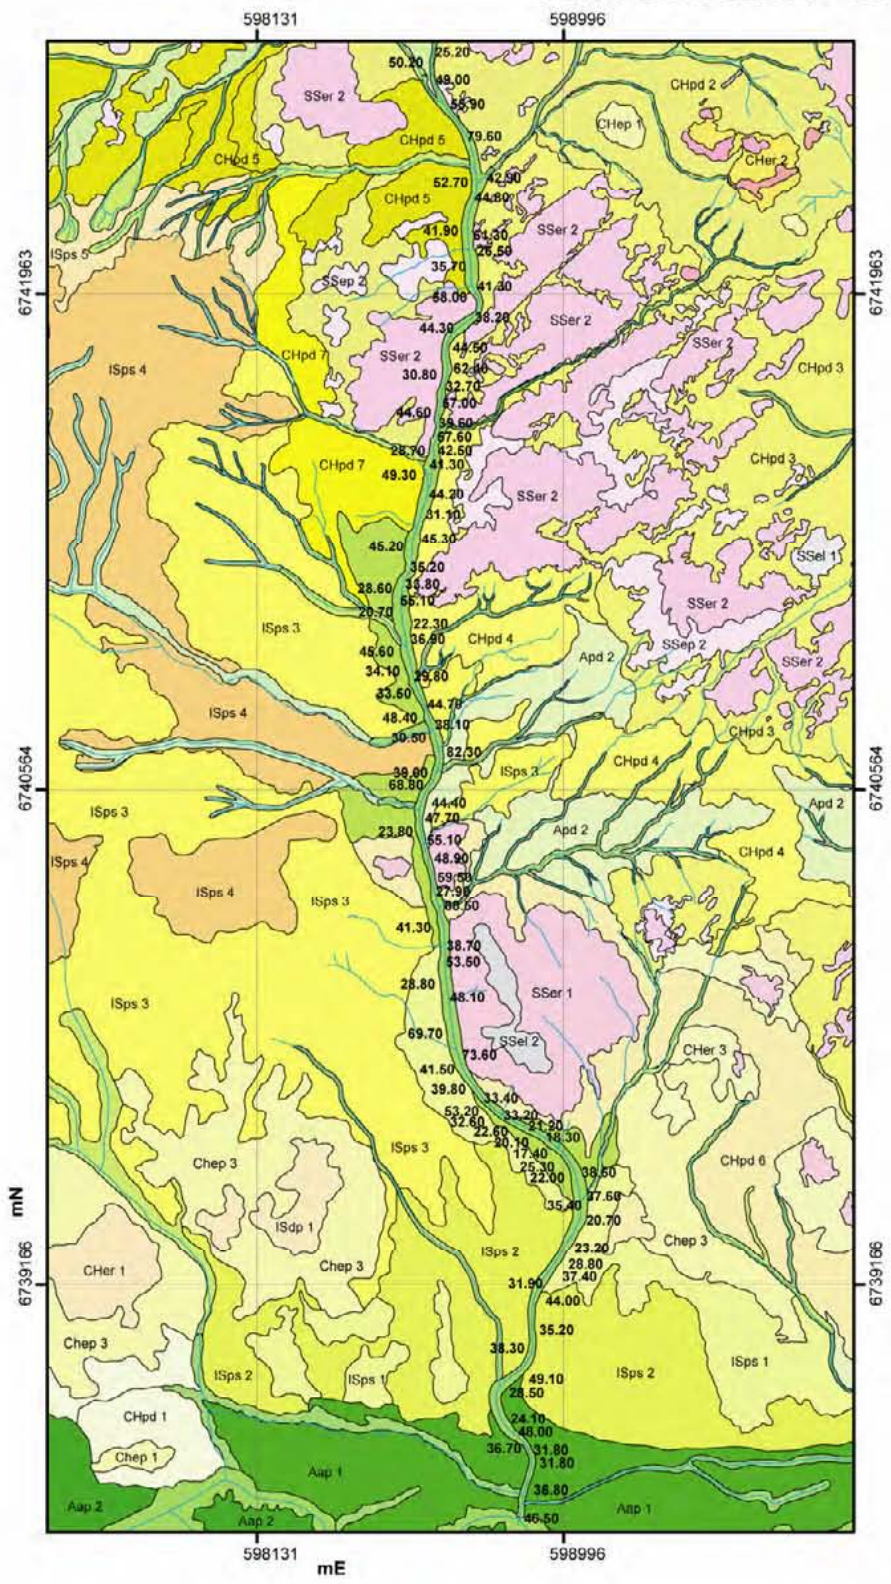 598131 598996
25.20
50.20
49.00
CHpd 2
SSer 2
55.90
CHep 1
79.60
CHpd 5
CHpd 5
CHer 2
52.70
42.90
44.80
CHpd 5
41.90
SSer 2
51.30
26.50
ISps 5
35.70
SSep 2
41.30
58.00
6741963 6741963
38.20
SSer 2
44.30
44.50
SSer 2
CHpd 7
SSer 2
ISps 4
62.40
CHpd 3
30.80
32.70
67.00
44.60
39.60
67.60
28.70
42.50
CHpd 3
CHpd 7
41.30
49.30
44.20
SSer 2
31.10
45.30
45.20
SSel 1
35.20
33.80
28.60
55.10
SSer 2
20.70
22.30
ISps 3
36.90
CHpd 4
SSep 2
45.60
Apd 2
SSer 2
34.10
29.80
33.60
44.70
ISps 4
48.40
38.10
CHpd 3
30.50
82.30
CHpd 4
39.00
ISps 3
68.80
6740564 6740564
44.40
Apd 2
ISps 3
47.70
23.80
Apd 2
55.10
CHpd 4
48.90
ISps 4
59.50
27.90
ISps 4
ISps 3
88.50
41.30
38.70
53.50
28.80
SSer 1
48.10
ISps 3
69.70
SSel 2
73.60
CHer 3
41.50
39.80
33.40
53.20
33.20
32.60
21.20
22.60
18.30
20.10
ISps 3
17.40
Chep 3
25.30
38.60
CHpd 6
22.00
37.60
35.40
ISdp 1
20.70
mN
Chep 3
23.20
ISps 2
Chep 3
28.80
CHer 1
37.40
31.90
6739166 6739166
44.00
35.20
Chep 3
38.30
ISps 1
ISps 2
ISps 2
ISps 1
49.10
28.50
CHpd 1
24.10
48.00
36.70
31.80
Chep 1
31.80
Aap 1
36.80
Aap 2
Aap 1
Aap 2
46.50
598131 598996
mE